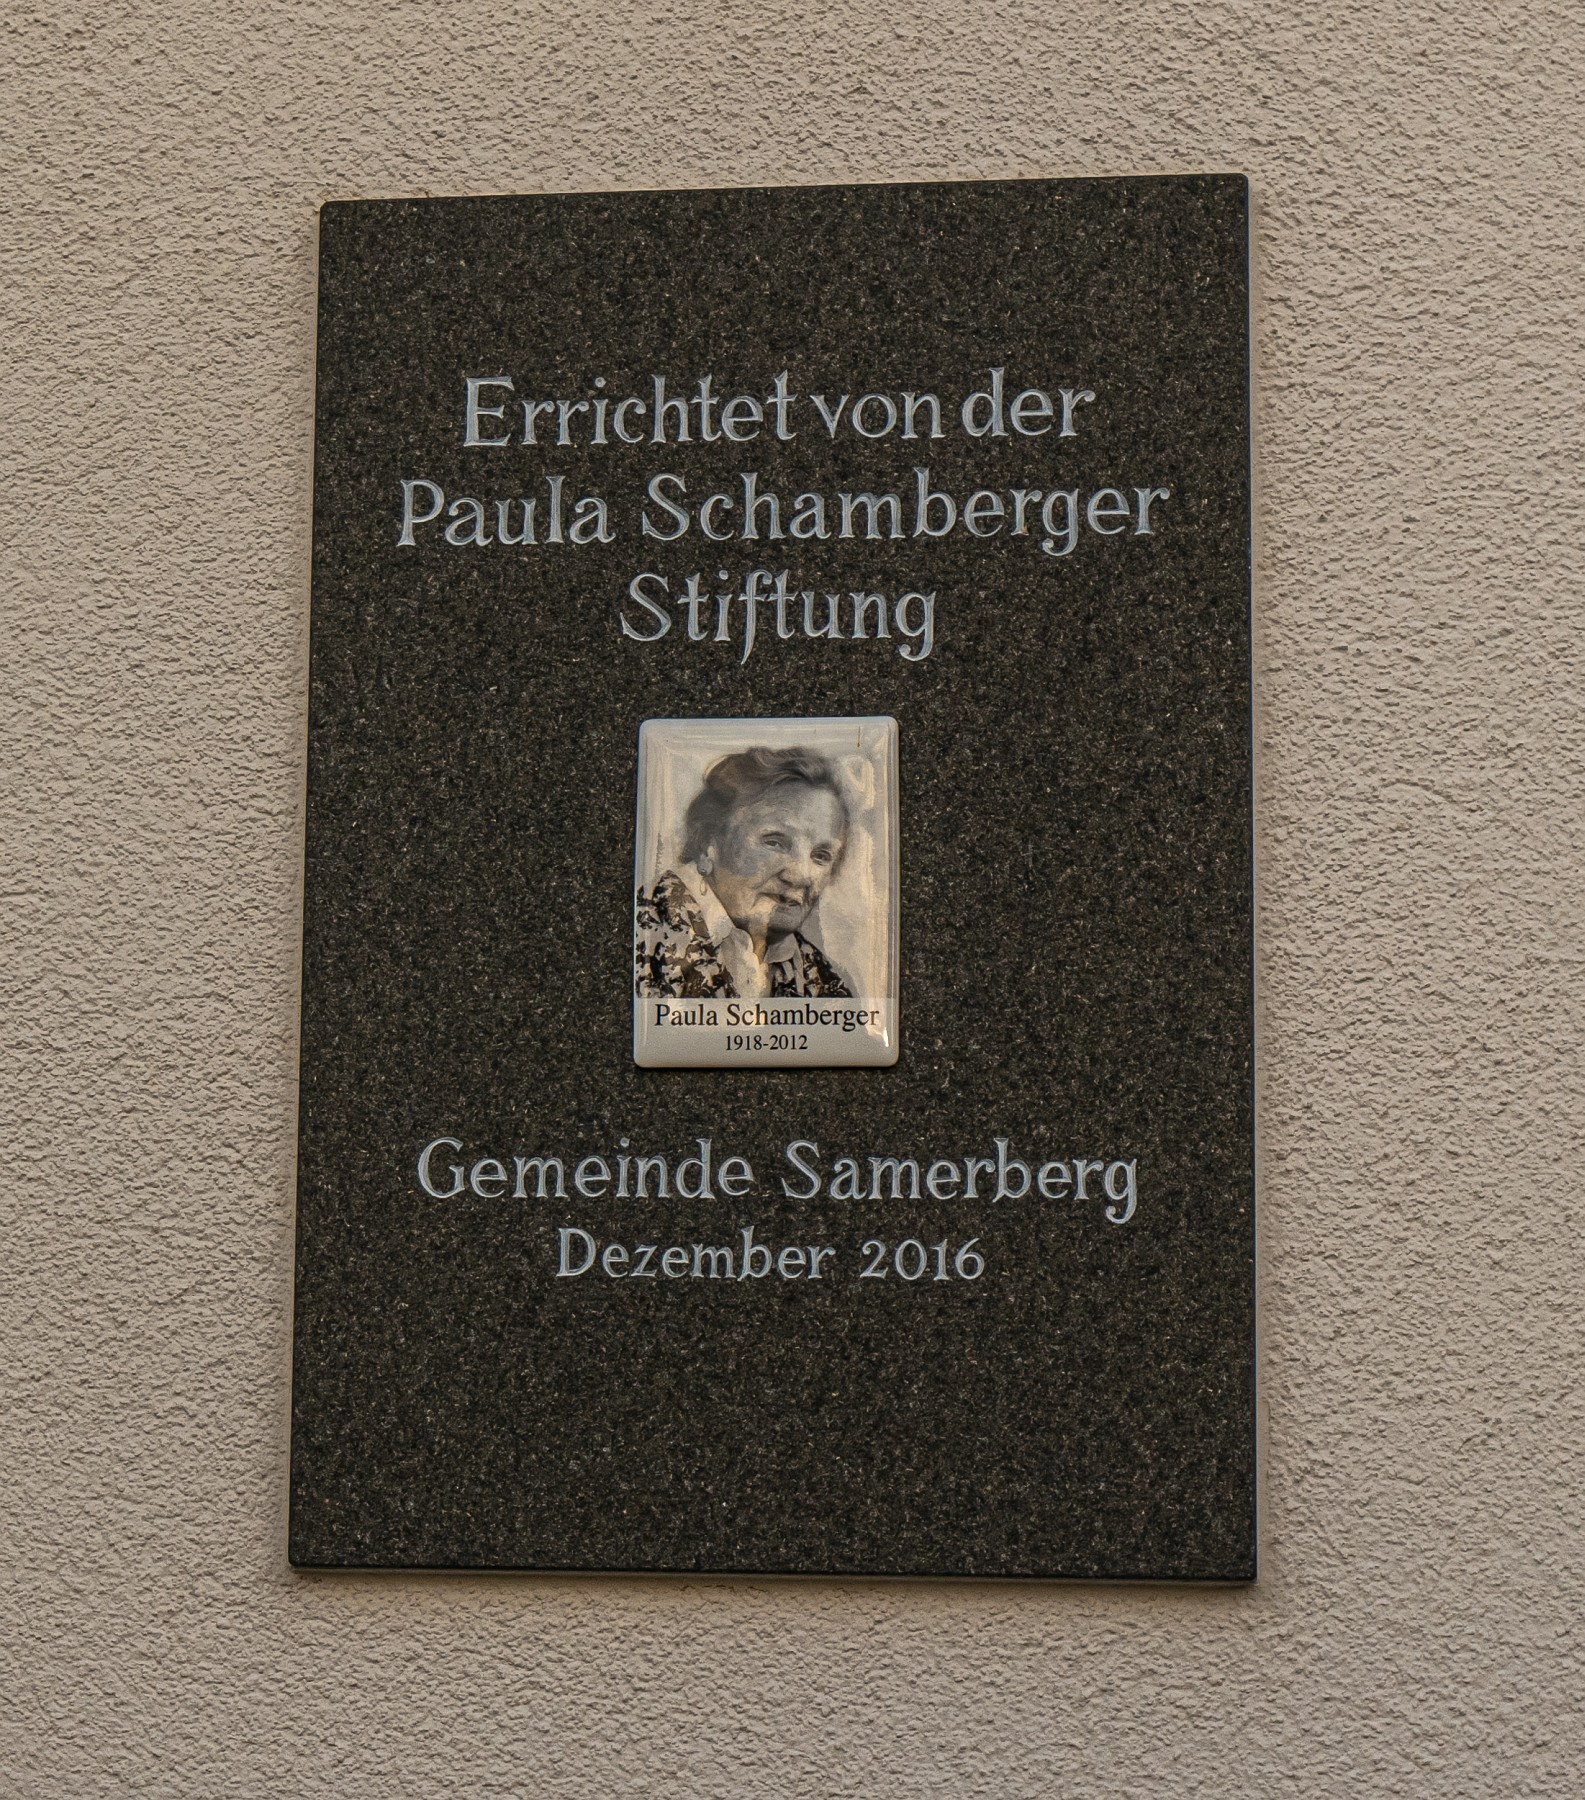 Errichtet von der
Paula Schamberger
Stiftung
Paula Schamberger
1918-2012
Gemeinde Samerberg
Dezember 2016